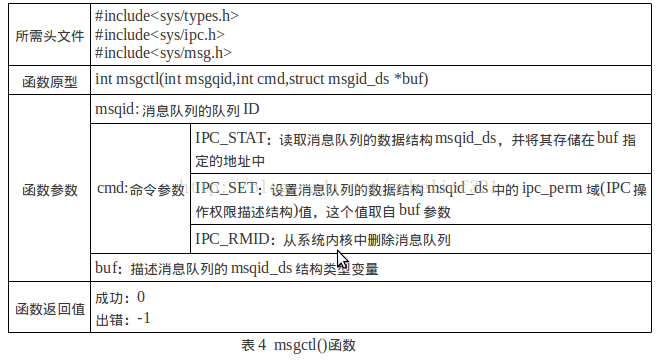 所需头文件
#include<sys/types.h>
#include<sys/ipc.h>
#include<sys/msg.h>
函数原型
int msgctl(int msgqid,int cmd,struct msgid_ds *buf)
函数参数
msqid: 消息队列的队列 ID
cmd:命令参数
IPC_STAT：读取消息队列的数据结构 msqid_ds，并将其存储在 buf 指
定的地址中
IPC_SET：设置消息队列的数据结构 msqid_ds 中的 ipc_perm 域(IPC 操
作权限描述结构)值，这个值取自 buf 参数
IPC_RMID：从系统内核中删除消息队列
buf：描述消息队列的 msqid_ds 结构类型变量
函数返回值
成功：0
出错：-1
表 4 msgctl()函数